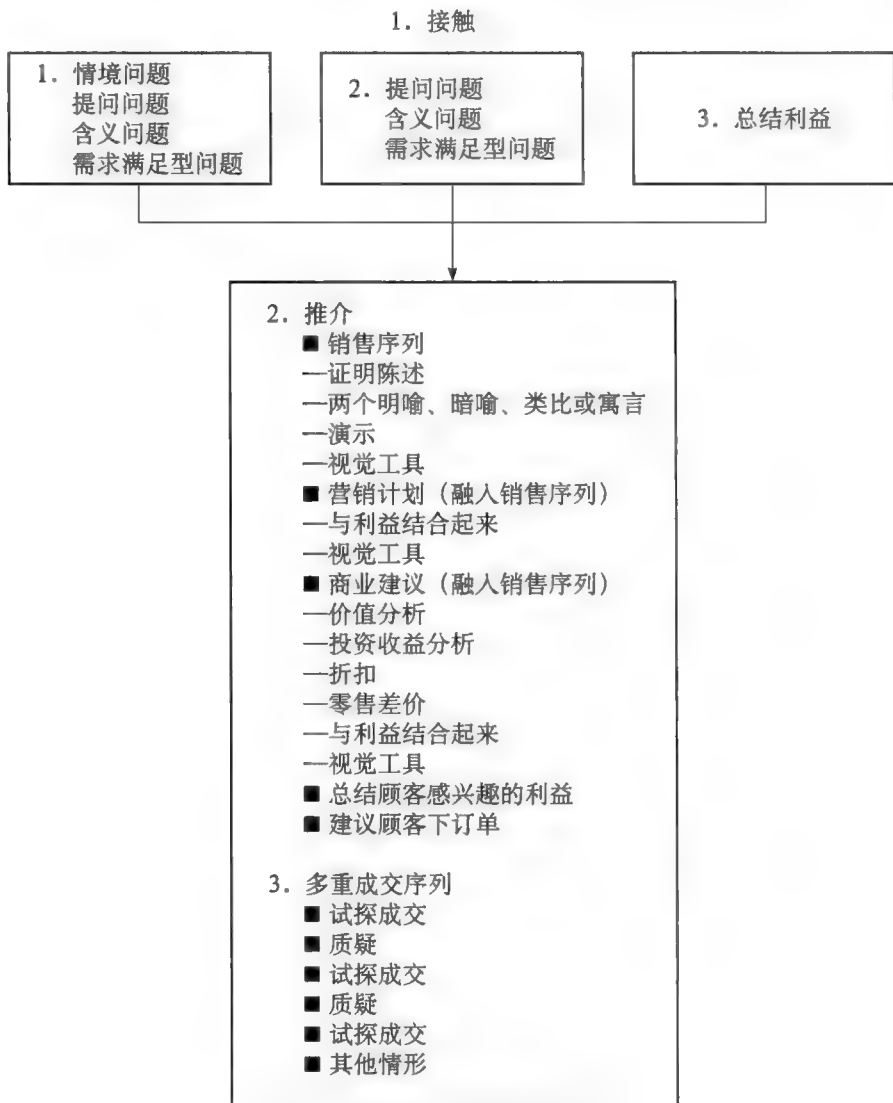 1. 接触
1. 情境问题
提问问题
含义问题
需求满足型问题
2. 提问问题
含义问题
需求满足型问题
3. 总结利益
2. 推介
■ 销售序列
—证明陈述
—两个明喻、暗喻、类比或寓言
—演示
—视觉工具
■ 营销计划（融入销售序列）
—与利益结合起来
—视觉工具
■ 商业建议（融入销售序列）
—价值分析
—投资收益分析
—折扣
—零售差价
—与利益结合起来
—视觉工具
■ 总结顾客感兴趣的利益
■ 建议顾客下订单
3. 多重成交序列
■ 试探成交
■ 质疑
■ 试探成交
■ 质疑
■ 试探成交
■ 其他情形